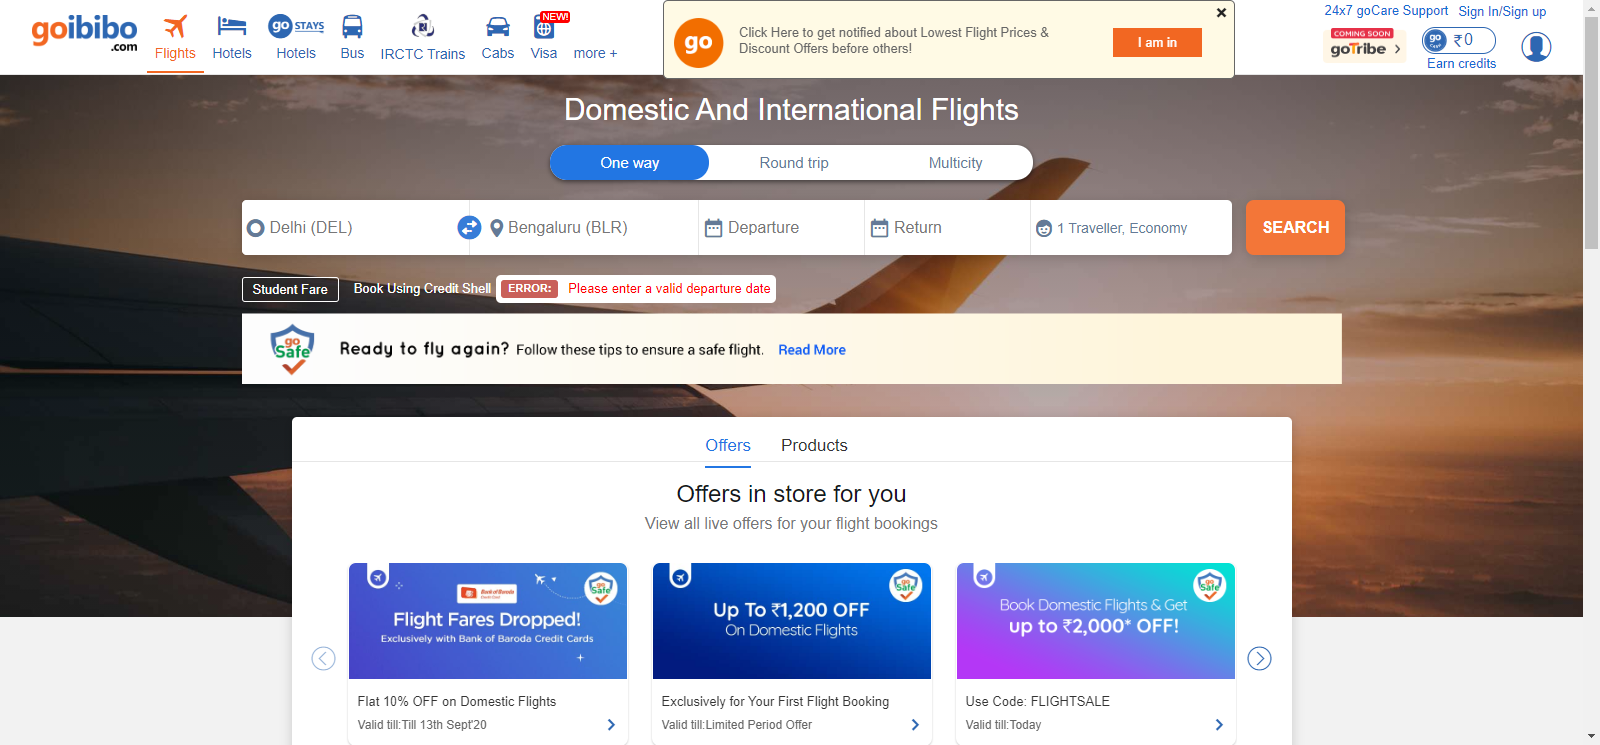 goibibo
.com
Flights
Hotels
go STAYS
Hotels
Bus
IRCTC Trains
Cabs
NEW!
Visa
more +
go
Click Here to get notified about Lowest Flight Prices &
Discount Offers before others!
I am in
24x7 goCare Support
Sign In/Sign up
COMING SOON
goTribe
go
₹0
Earn credits
Domestic And International Flights
One way
Round trip
Multicity
Delhi (DEL)
Bengaluru (BLR)
Departure
Return
1 Traveller, Economy
SEARCH
Student Fare
Book Using Credit Shell
ERROR:
Please enter a valid departure date
go
Safe
Ready to fly again? Follow these tips to ensure a safe flight. Read More
Offers
Products
Offers in store for you
View all live offers for your flight bookings
Bank of Baroda
go
Safe
Flight Fares Dropped!
Exclusively with Bank of Baroda Credit Cards
Flat 10% OFF on Domestic Flights
Valid till:Till 13th Sept'20
go
Safe
Up To ₹1,200 OFF
On Domestic Flights
Exclusively for Your First Flight Booking
Valid till:Limited Period Offer
go
Safe
Book Domestic Flights & Get
up to ₹2,000* OFF!
Use Code: FLIGHTSALE
Valid till:Today